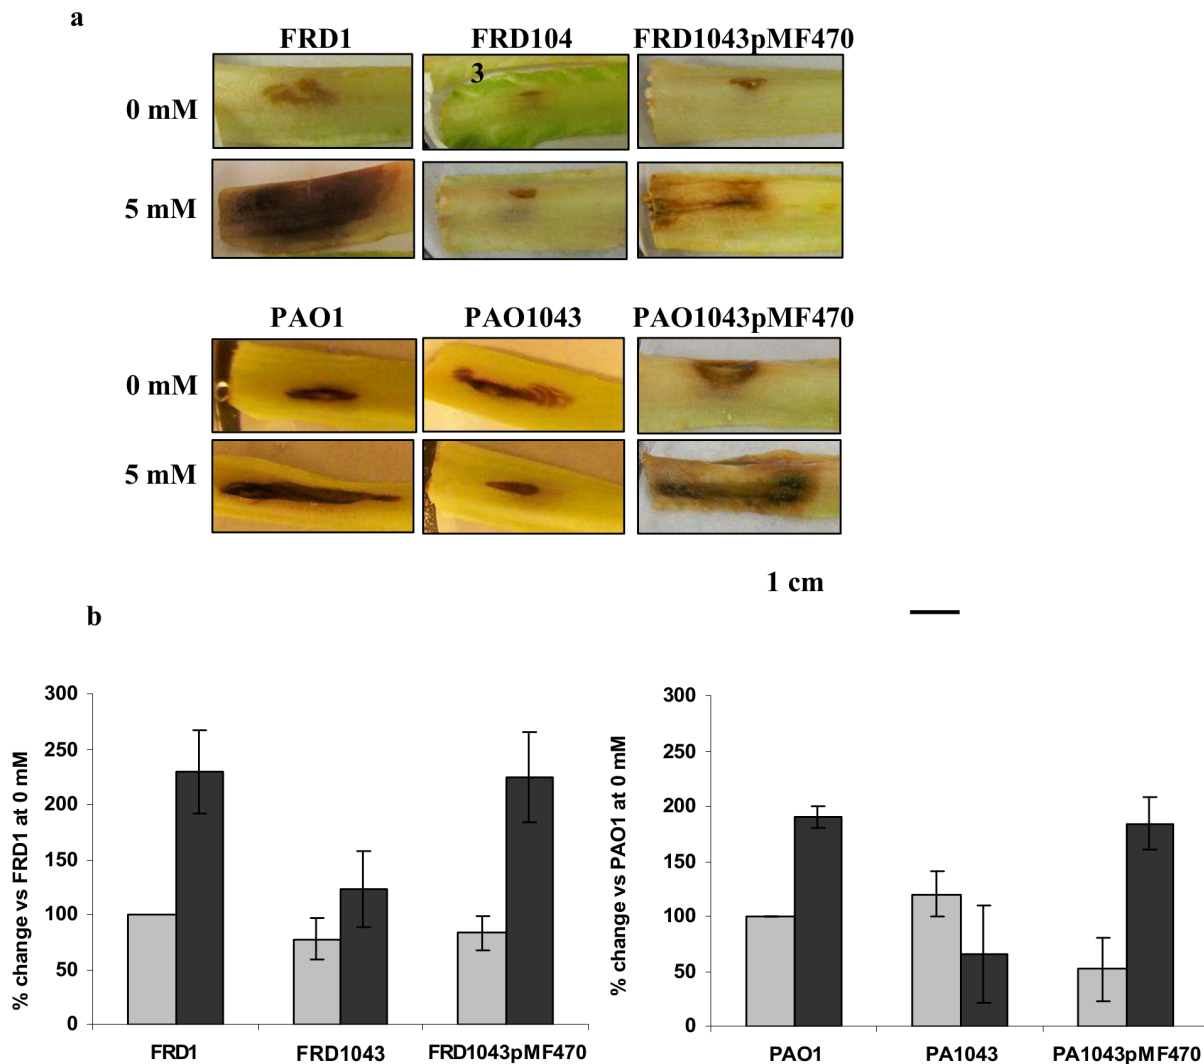 a
FRD1 FRD104 FRD1043pMF470
3
0 mM
5 mM
PAO1 PAO1043 PAO1043pMF470
0 mM
5 mM
1 cm
b
% change vs FRD1 at 0 mM
300
250
200
150
100
50
0
FRD1 FRD1043 FRD1043pMF470
% change vs PAO1 at 0 mM
300
250
200
150
100
50
0
PAO1 PA1043 PA1043pMF470